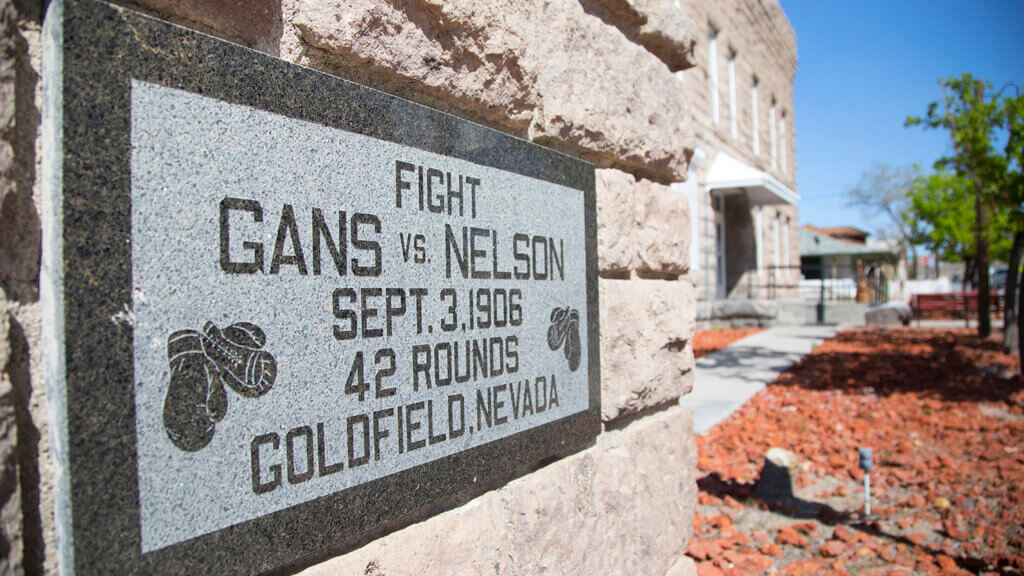 FIGHT
GANS VS. NELSON
SEPT. 3, 1906
42 ROUNDS
GOLDFIELD, NEVADA